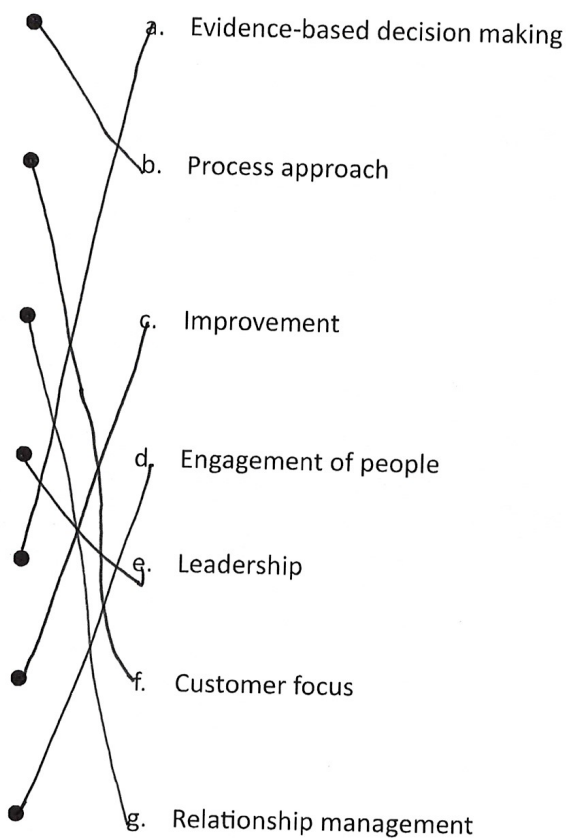 a. Evidence-based decision making
b. Process approach
c. Improvement
d. Engagement of people
e. Leadership
f. Customer focus
g. Relationship management